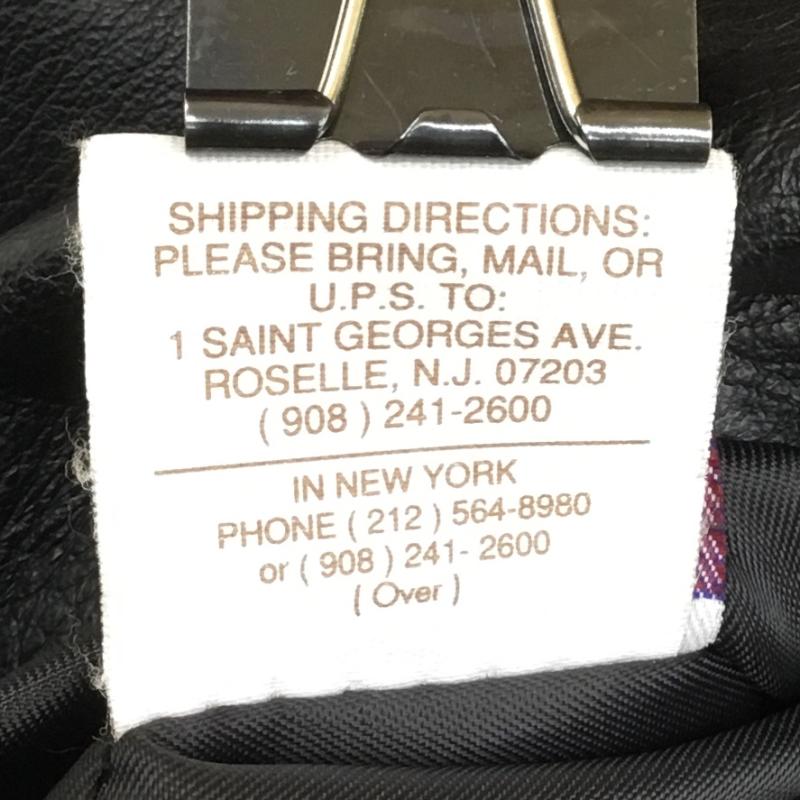 SHIPPING DIRECTIONS:
PLEASE BRING, MAIL, OR
U.P.S. TO:
1 SAINT GEORGES AVE.
ROSELLE, N.J. 07203
( 908 ) 241-2600
IN NEW YORK
PHONE ( 212 ) 564-8980
or ( 908 ) 241- 2600
( Over )